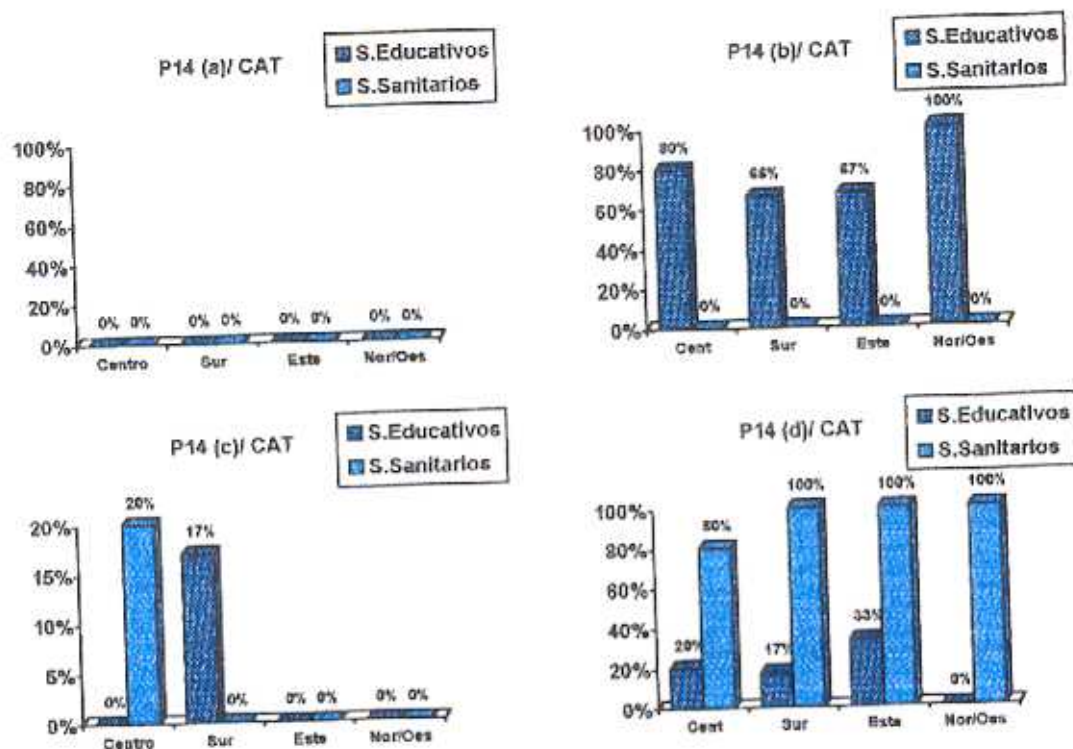 P14 (a)/ CAT
S.Educativos
S.Sanitarios
100%
80%
60%
40%
20%
0%
0% 0% 0% 0% 0% 0% 0% 0%
Centro Sur Este Nor/Oes
P14 (b)/ CAT
S.Educativos
S.Sanitarios
100%
80%
60%
40%
20%
0%
80% 0% 66% 0% 67% 0% 100% 0%
Cent Sur Este Nor/Oes
P14 (c)/ CAT
S.Educativos
S.Sanitarios
20%
15%
10%
5%
0%
0% 20% 17% 0% 0% 0% 0% 0%
Centro Sur Este Nor/Oes
P14 (d)/ CAT
S.Educativos
S.Sanitarios
100%
80%
60%
40%
20%
0%
20% 80% 17% 100% 33% 100% 0% 100%
Cent Sur Este Nor/Oes